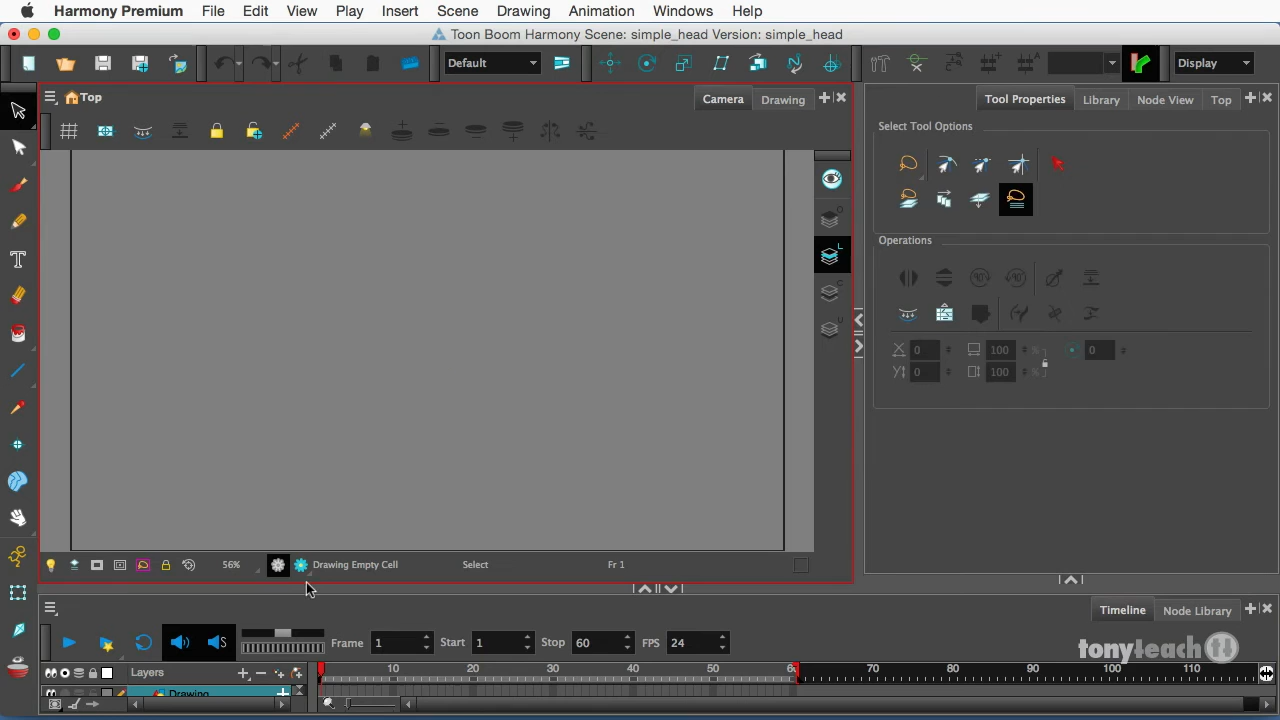 Harmony Premium File Edit View Play Insert Scene Drawing Animation Windows Help
Toon Boom Harmony Scene: simple_head Version: simple_head
Default Display
Top Camera Drawing Tool Properties Library Node View Top
Select Tool Options
Operations
X 0 100 % 0
Y 0 100 %
56% Drawing Empty Cell Select Fr 1
Timeline Node Library
Frame 1 Start 1 Stop 60 FPS 24
tonyteach
Layers 10 20 30 40 50 6 70 80 90 100 110
Drawing